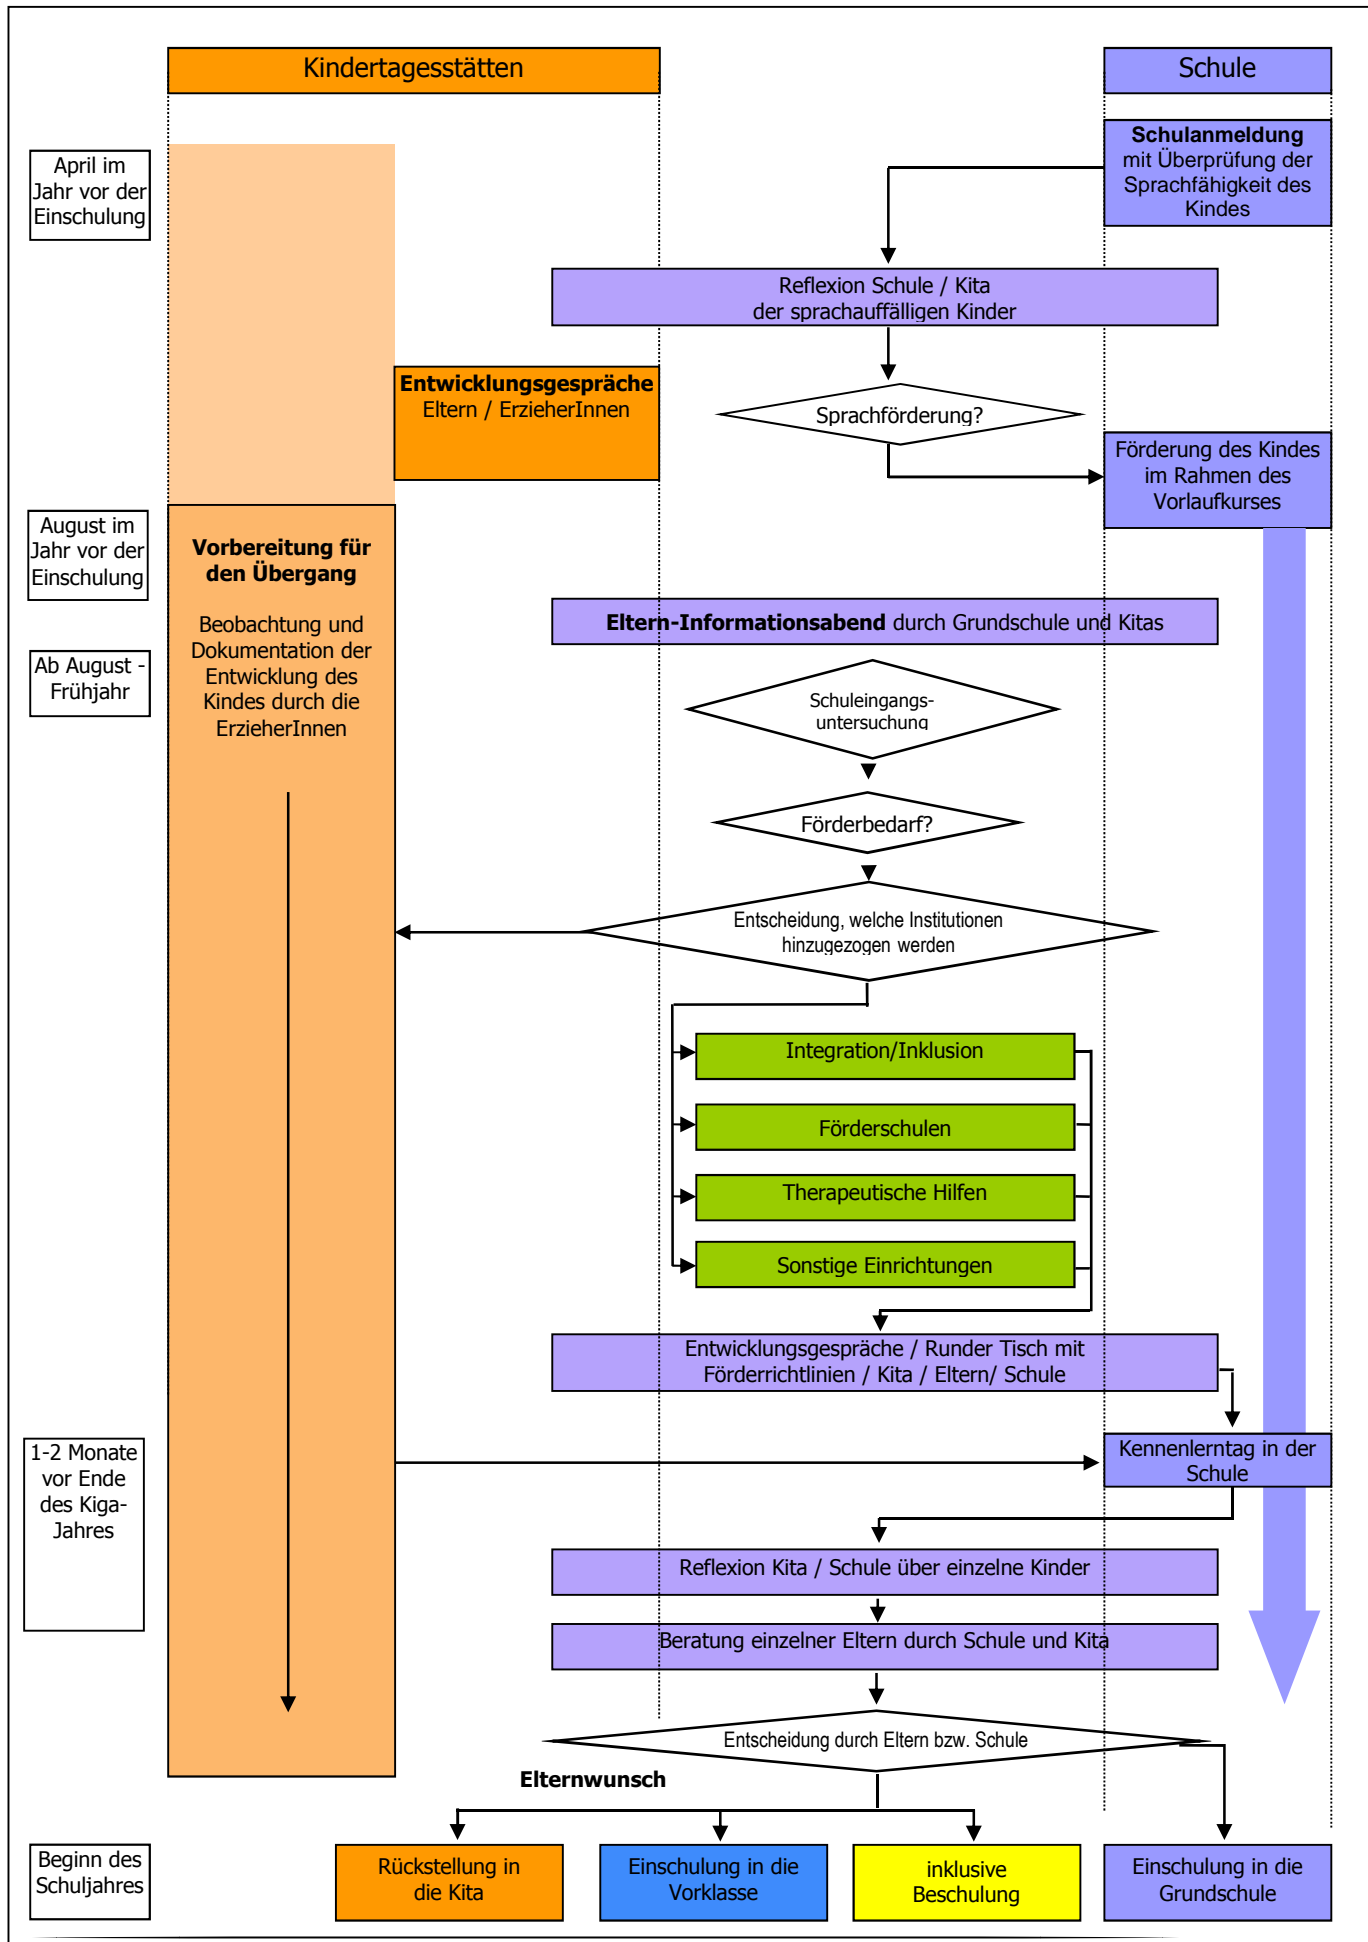 Kindertagesstätten
Schule
April im
Jahr vor der
Einschulung
Schulanmeldung
mit Überprüfung der
Sprachfähigkeit des
Kindes
Reflexion Schule / Kita
der sprachauffälligen Kinder
Entwicklungsgespräche
Eltern / ErzieherInnen
Sprachförderung?
Förderung des Kindes
im Rahmen des
Vorlaufkurses
August im
Jahr vor der
Einschulung
Vorbereitung für
den Übergang
Beobachtung und
Dokumentation der
Entwicklung des
Kindes durch die
ErzieherInnen
Eltern-Informationsabend durch Grundschule und Kitas
Ab August -
Frühjahr
Schuleingangs-
untersuchung
Förderbedarf?
Entscheidung, welche Institutionen
hinzugezogen werden
Integration/Inklusion
Förderschulen
Therapeutische Hilfen
Sonstige Einrichtungen
Entwicklungsgespräche / Runder Tisch mit
Förderrichtlinien / Kita / Eltern/ Schule
1-2 Monate
vor Ende
des Kiga-
Jahres
Kennenlerntag in der
Schule
Reflexion Kita / Schule über einzelne Kinder
Beratung einzelner Eltern durch Schule und Kita
Entscheidung durch Eltern bzw. Schule
Elternwunsch
Beginn des
Schuljahres
Rückstellung in
die Kita
Einschulung in die
Vorklasse
inklusive
Beschulung
Einschulung in die
Grundschule